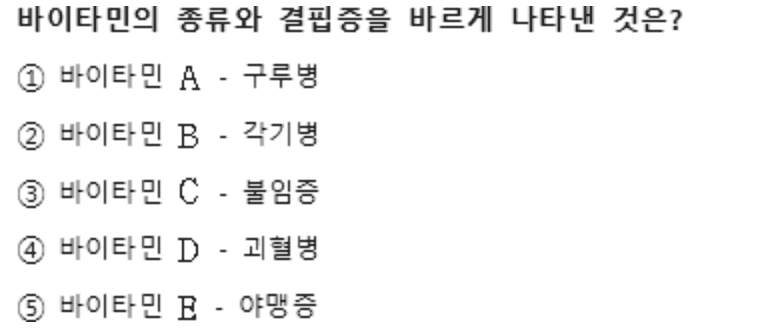 바이타민의 종류와 결핍증을 바르게 나타낸 것은?
① 바이타민 A - 구루병
② 바이타민 B - 각기병
③ 바이타민 C - 불임증
④ 바이타민 D - 괴혈병
⑤ 바이타민 E - 야맹증